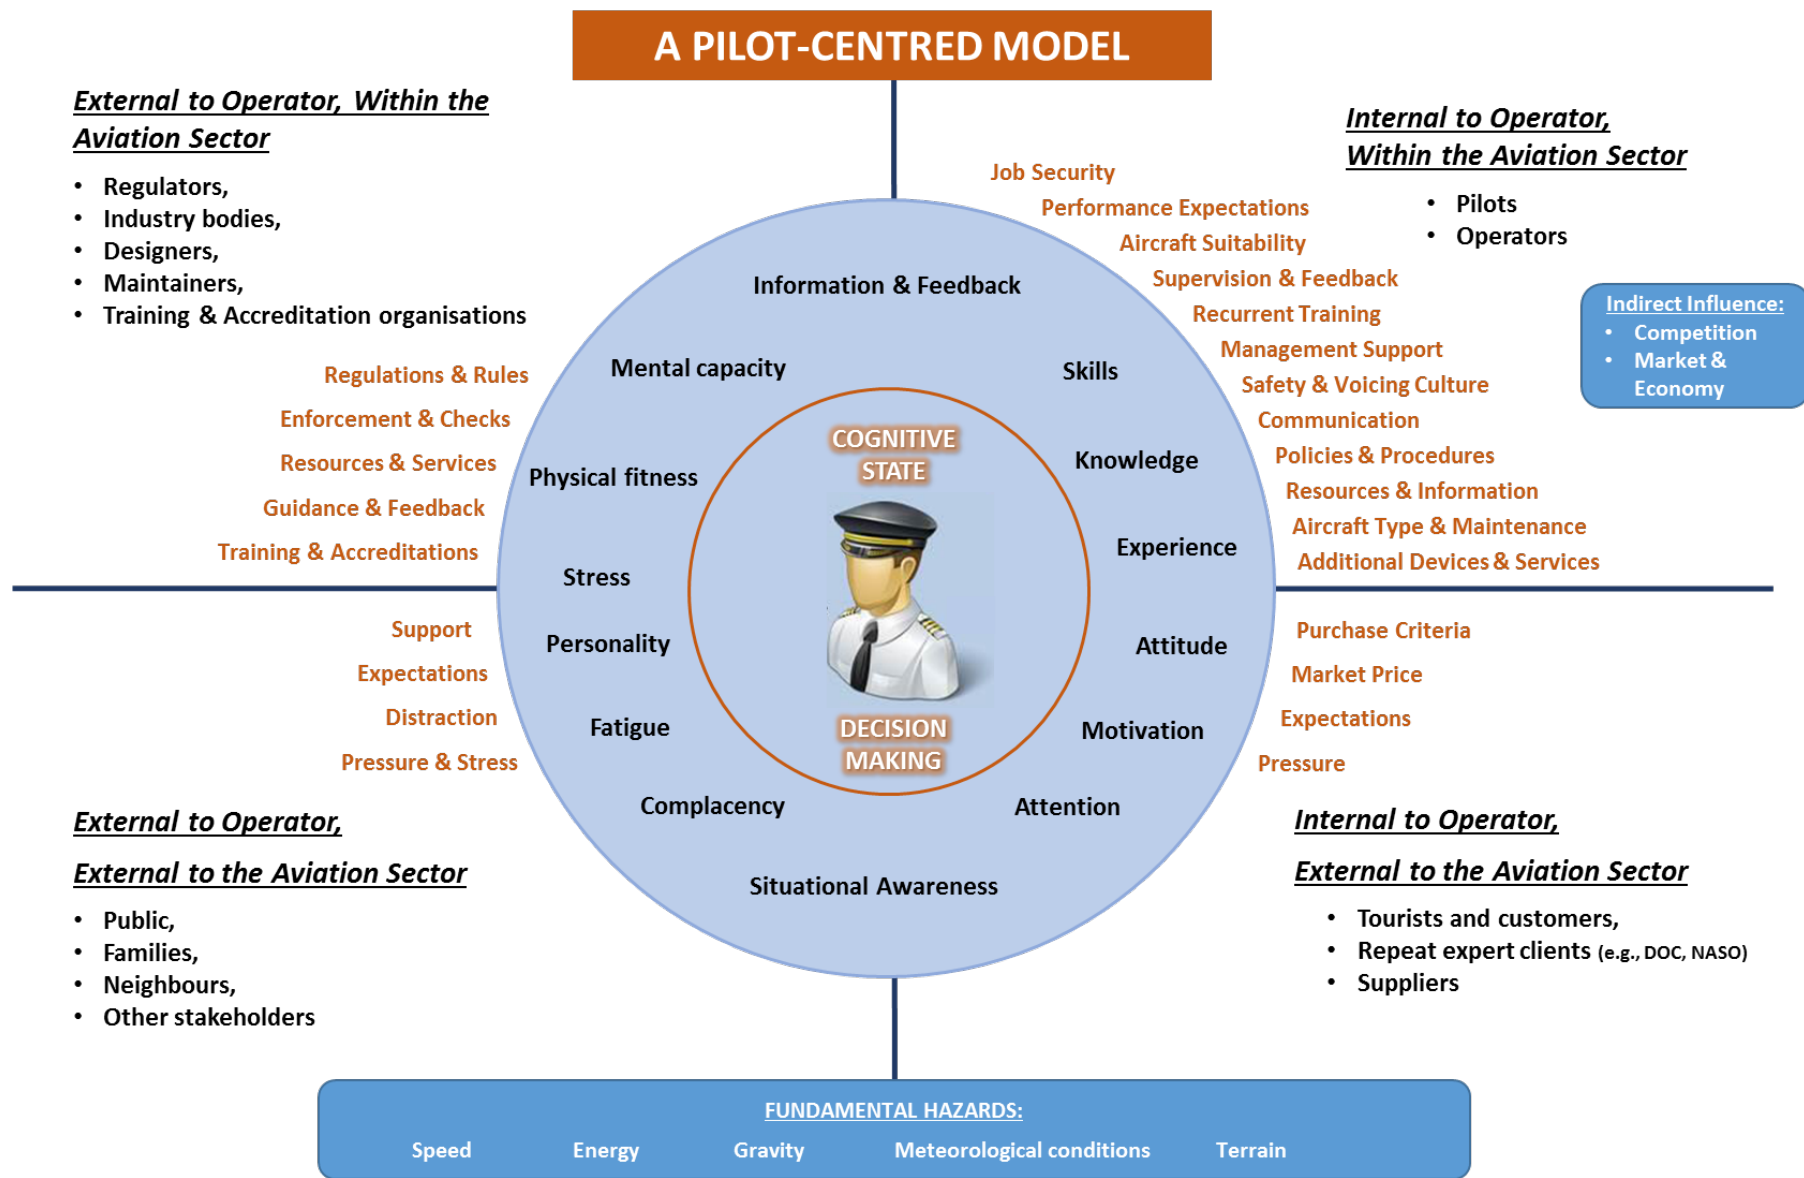 A PILOT-CENTRED MODEL
External to Operator, Within the
Aviation Sector
• Regulators,
• Industry bodies,
• Designers,
• Maintainers,
• Training & Accreditation organisations
Regulations & Rules
Enforcement & Checks
Resources & Services
Guidance & Feedback
Training & Accreditations
Internal to Operator,
Within the Aviation Sector
• Pilots
• Operators
Job Security
Performance Expectations
Aircraft Suitability
Supervision & Feedback
Recurrent Training
Management Support
Safety & Voicing Culture
Communication
Policies & Procedures
Resources & Information
Aircraft Type & Maintenance
Additional Devices & Services
Indirect Influence:
• Competition
• Market &
Economy
Information & Feedback
Mental capacity
Skills
Physical fitness
Knowledge
Experience
Stress
Personality
Attitude
Fatigue
Motivation
Complacency
Attention
Situational Awareness
COGNITIVE
STATE
DECISION
MAKING
Support
Expectations
Distraction
Pressure & Stress
External to Operator,
External to the Aviation Sector
• Public,
• Families,
• Neighbours,
• Other stakeholders
Purchase Criteria
Market Price
Expectations
Pressure
Internal to Operator,
External to the Aviation Sector
• Tourists and customers,
• Repeat expert clients (e.g., DOC, NASO)
• Suppliers
FUNDAMENTAL HAZARDS:
Speed Energy Gravity Meteorological conditions Terrain